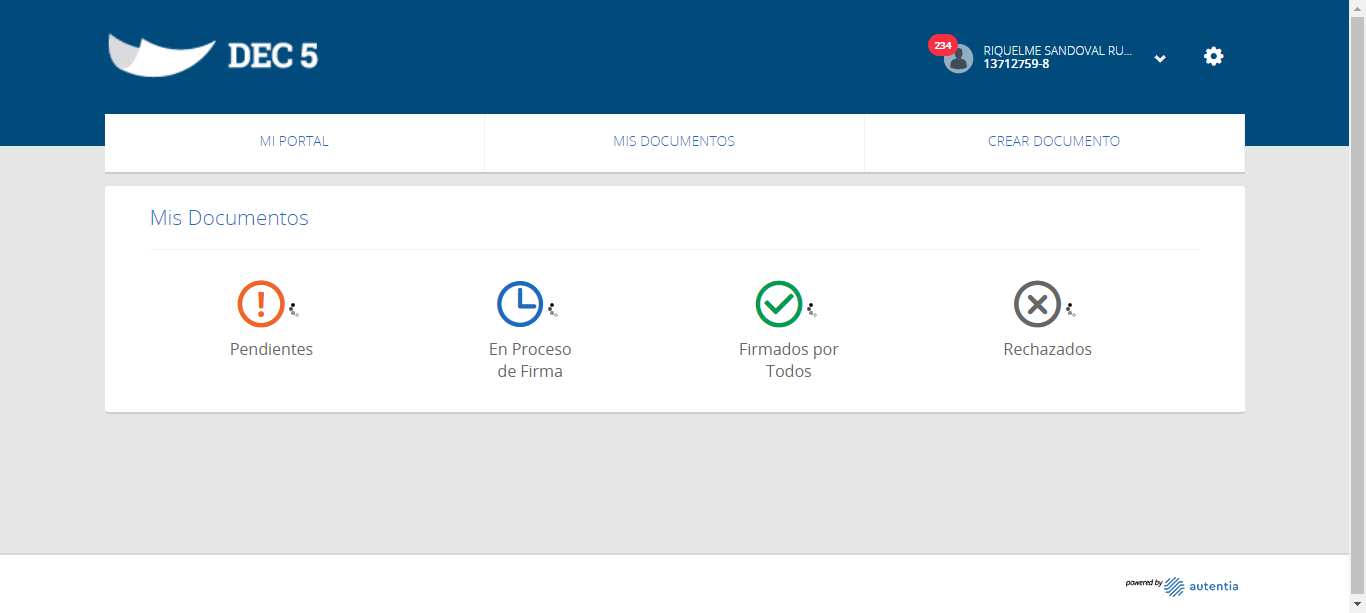 DEC 5
234
RIQUELME SANDOVAL RU...
13712759-8
MI PORTAL
MIS DOCUMENTOS
CREAR DOCUMENTO
Mis Documentos
Pendientes
En Proceso
de Firma
Firmados por
Todos
Rechazados
powered by autentia